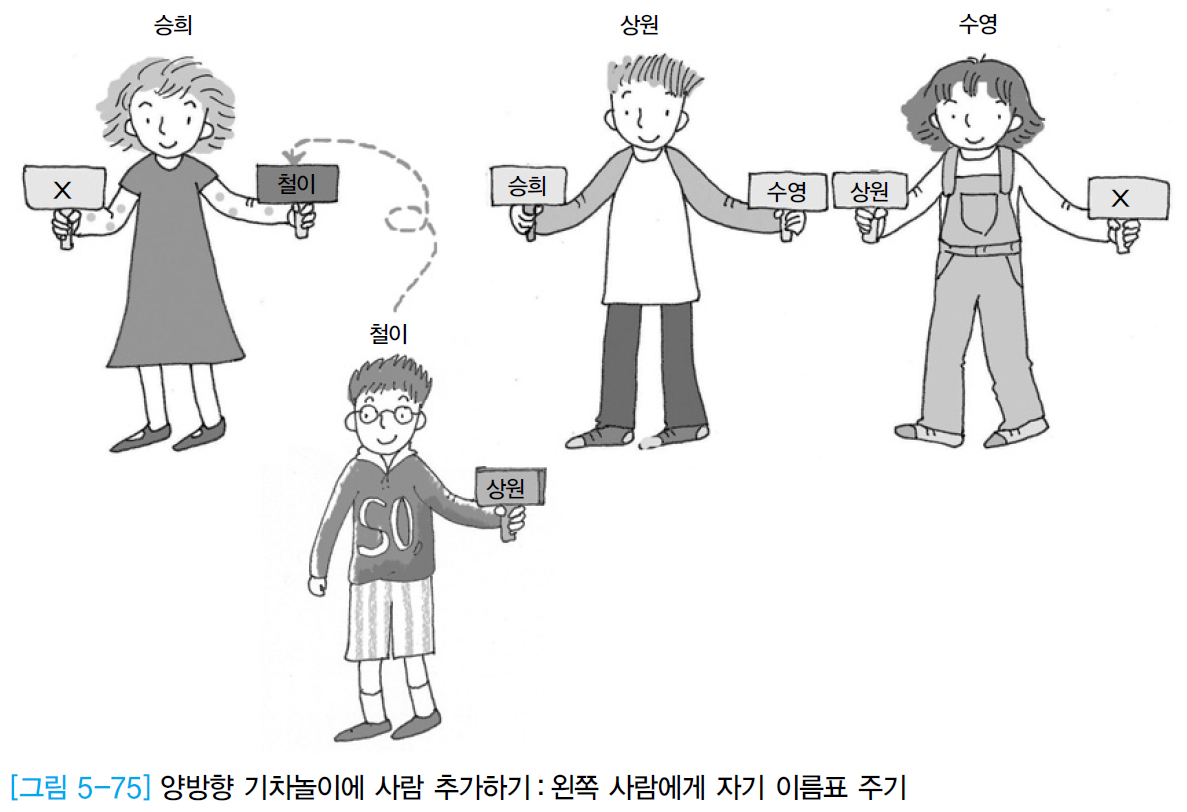 승희
상원
수영
X
철이
승희
수영
상원
X
철이
상원
SO,
[그림 5-75] 양방향 기차놀이에 사람 추가하기 : 왼쪽 사람에게 자기 이름표 주기